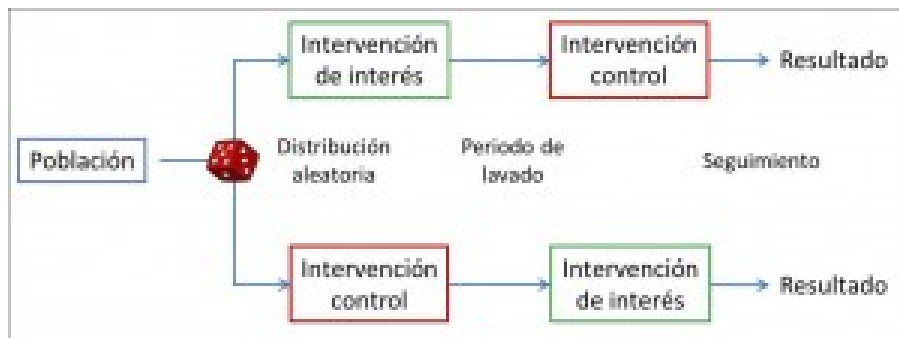 Intervención
de interés
Intervención
control
Resultado
Población
Distribución
aleatoria
Periodo de
lavado
Seguimiento
Intervención
control
Intervención
de interés
Resultado